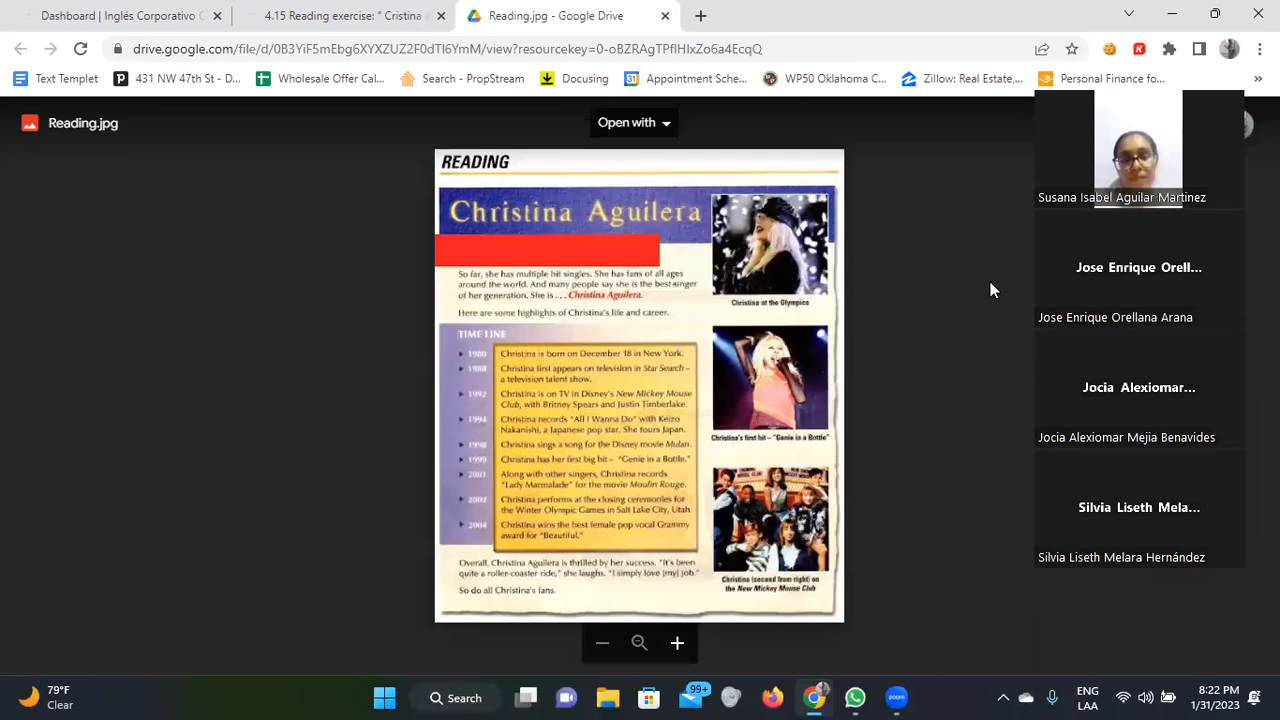 Dashboard | Inglés Corporativo C
4.15 Reading exercise: " Cristina
Reading.jpg - Google Drive
drive.google.com/file/d/0B3YiF5mEbg6XYXZUZ2F0dTI6YmM/view?resourcekey=0-oBZRAgTPflHIxZo6a4EcqQ
Text Templet
431 NW 47th St - D...
Wholesale Offer Cal...
Search - PropStream
Docusing
Appointment Sche...
WP50 Oklahoma C...
Zillow: Real Estate,...
Personal Finance fo...
Reading.jpg
Open with
READING
Christina Aguilera
So far, she has multiple hit singles. She has fans of all ages
around the world. And many people say she is the best singer
of her generation. She is . . . Christina Aguilera.
Here are some highlights of Christina's life and career.
TIME LINE
1980 Christina is born on December 18 in New York.
1988 Christina first appears on television in Star Search –
a television talent show.
1992 Christina is on TV in Disney's New Mickey Mouse
Club, with Britney Spears and Justin Timberlake.
1994 Christina records "All I Wanna Do" with Keizo
Nakanishi, a Japanese pop star. She tours Japan.
1998 Christina sings a song for the Disney movie Mulan.
1999 Christina has her first big hit – "Genie in a Bottle."
2001 Along with other singers, Christina records
"Lady Marmalade" for the movie Moulin Rouge.
2002 Christina performs at the closing ceremonies for
the Winter Olympic Games in Salt Lake City, Utah.
2004 Christina wins the best female pop vocal Grammy
award for "Beautiful."
Overall, Christina Aguilera is thrilled by her success. "It's been
quite a roller-coaster ride," she laughs. "I simply love [my] job."
So do all Christina's fans.
Christina at the Olympics
Christina's first hit – "Genie in a Bottle"
Christina (second from right) on
the New Mickey Mouse Club
Susana Isabel Aguilar Martinez
Jose Enrique Orell...
Jose Enrique Orellana Arana
Jocia Alexiomar...
Jocia Alexiomara Mejia Navides
Silvia Liseth Mela...
Silvia Liseth Melara Hernández
79°F
Clear
Search
99+
zoom
ENG
LAA
8:22 PM
1/31/2023